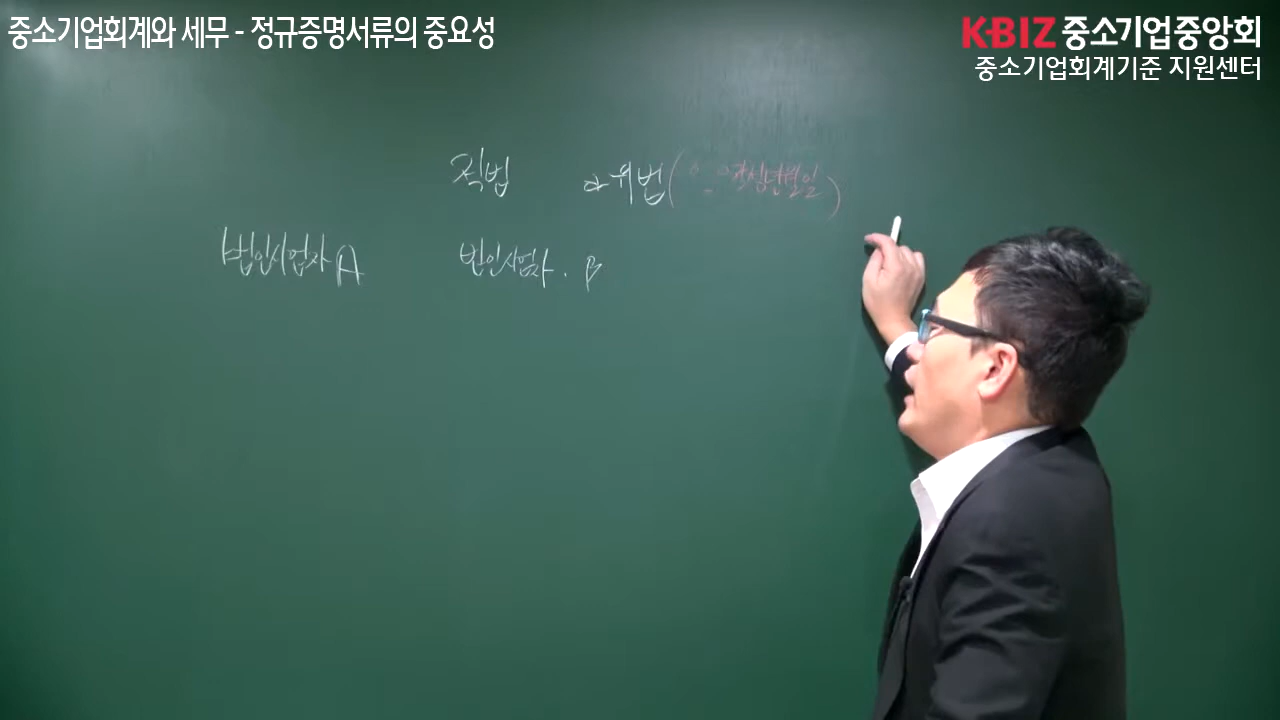 중소기업회계와 세무 - 정규증명서류의 중요성
K-BIZ 중소기업중앙회
중소기업회계기준 지원센터
적법 위법(
법인사업자 A 법인사업자 . B